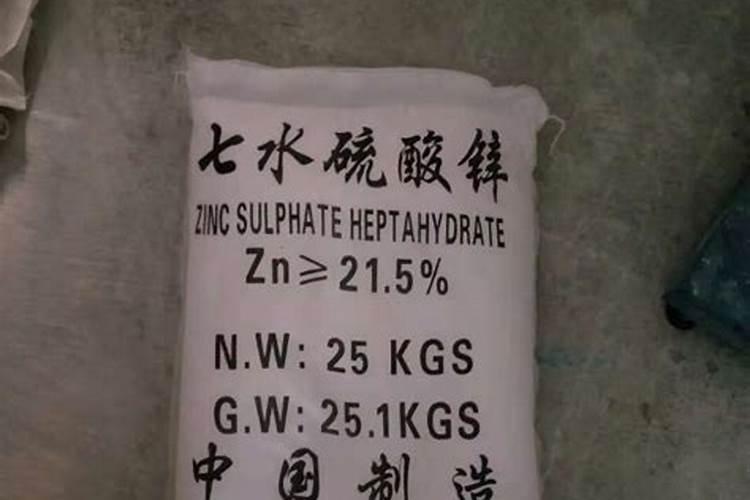 七水硫酸锌
ZINC SULPHATE HEPTAHYDRATE
Zn≥21.5%
N.W: 25 KGS
G.W: 25.1KGS
中国制造